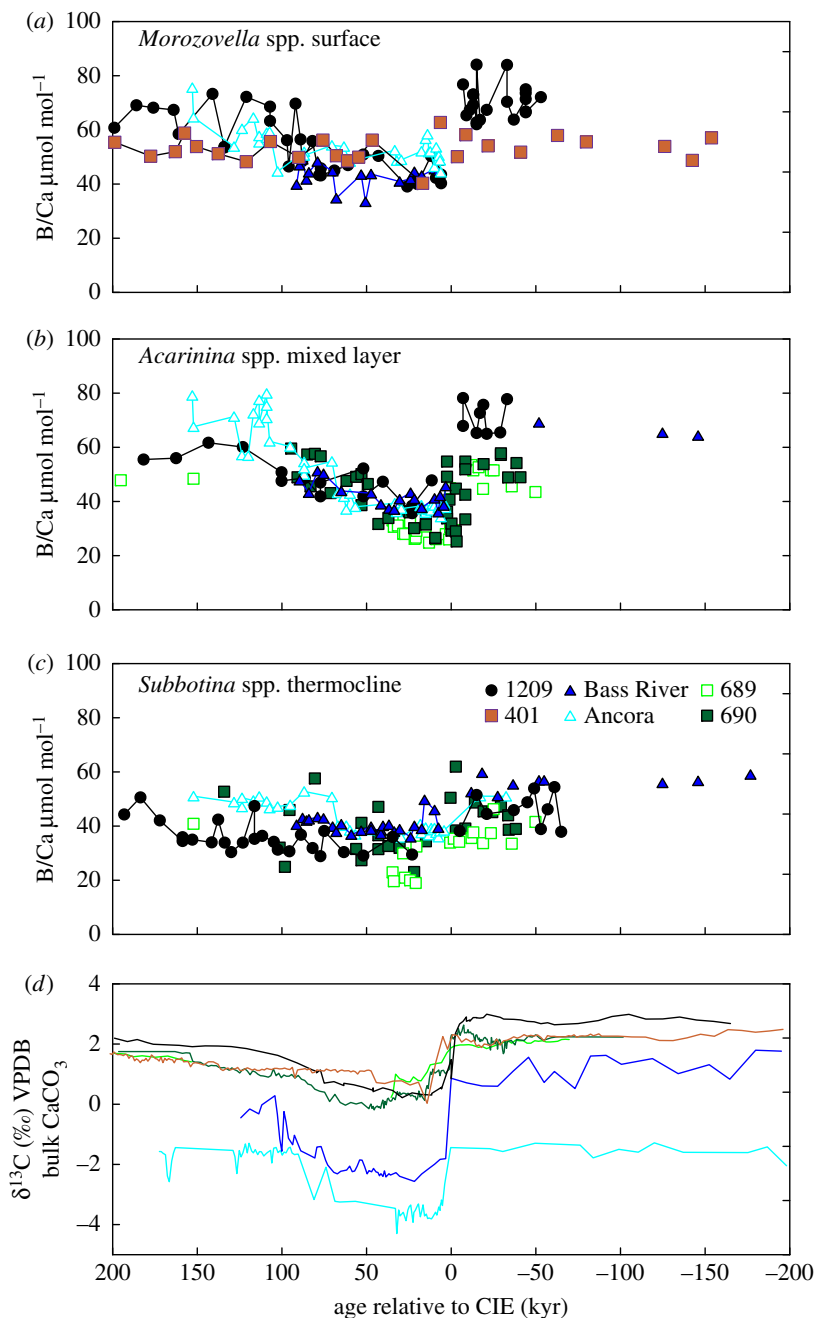 (a)
Morozovella spp. surface
100
80
60
40
20
0
B/Ca µmol mol⁻¹
(b)
Acarinina spp. mixed layer
100
80
60
40
20
0
B/Ca µmol mol⁻¹
(c)
Subbotina spp. thermocline
1209 Bass River 689
401 Ancora 690
100
80
60
40
20
0
B/Ca µmol mol⁻¹
(d)
4
2
0
−2
−4
δ¹³C (‰) VPDB
bulk CaCO₃
200 150 100 50 0 −50 −100 −150 −200
age relative to CIE (kyr)